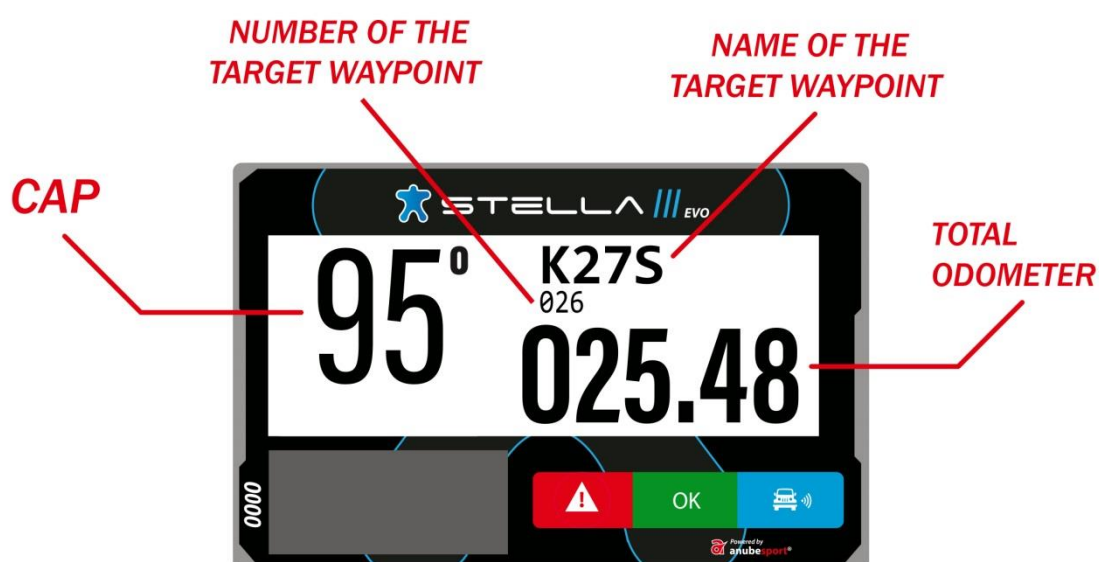 NUMBER OF THE
TARGET WAYPOINT
NAME OF THE
TARGET WAYPOINT
CAP
STELLA III EVO
TOTAL
ODOMETER
95°
K27S
026
025.48
0000
OK
Powered by
anubesport®